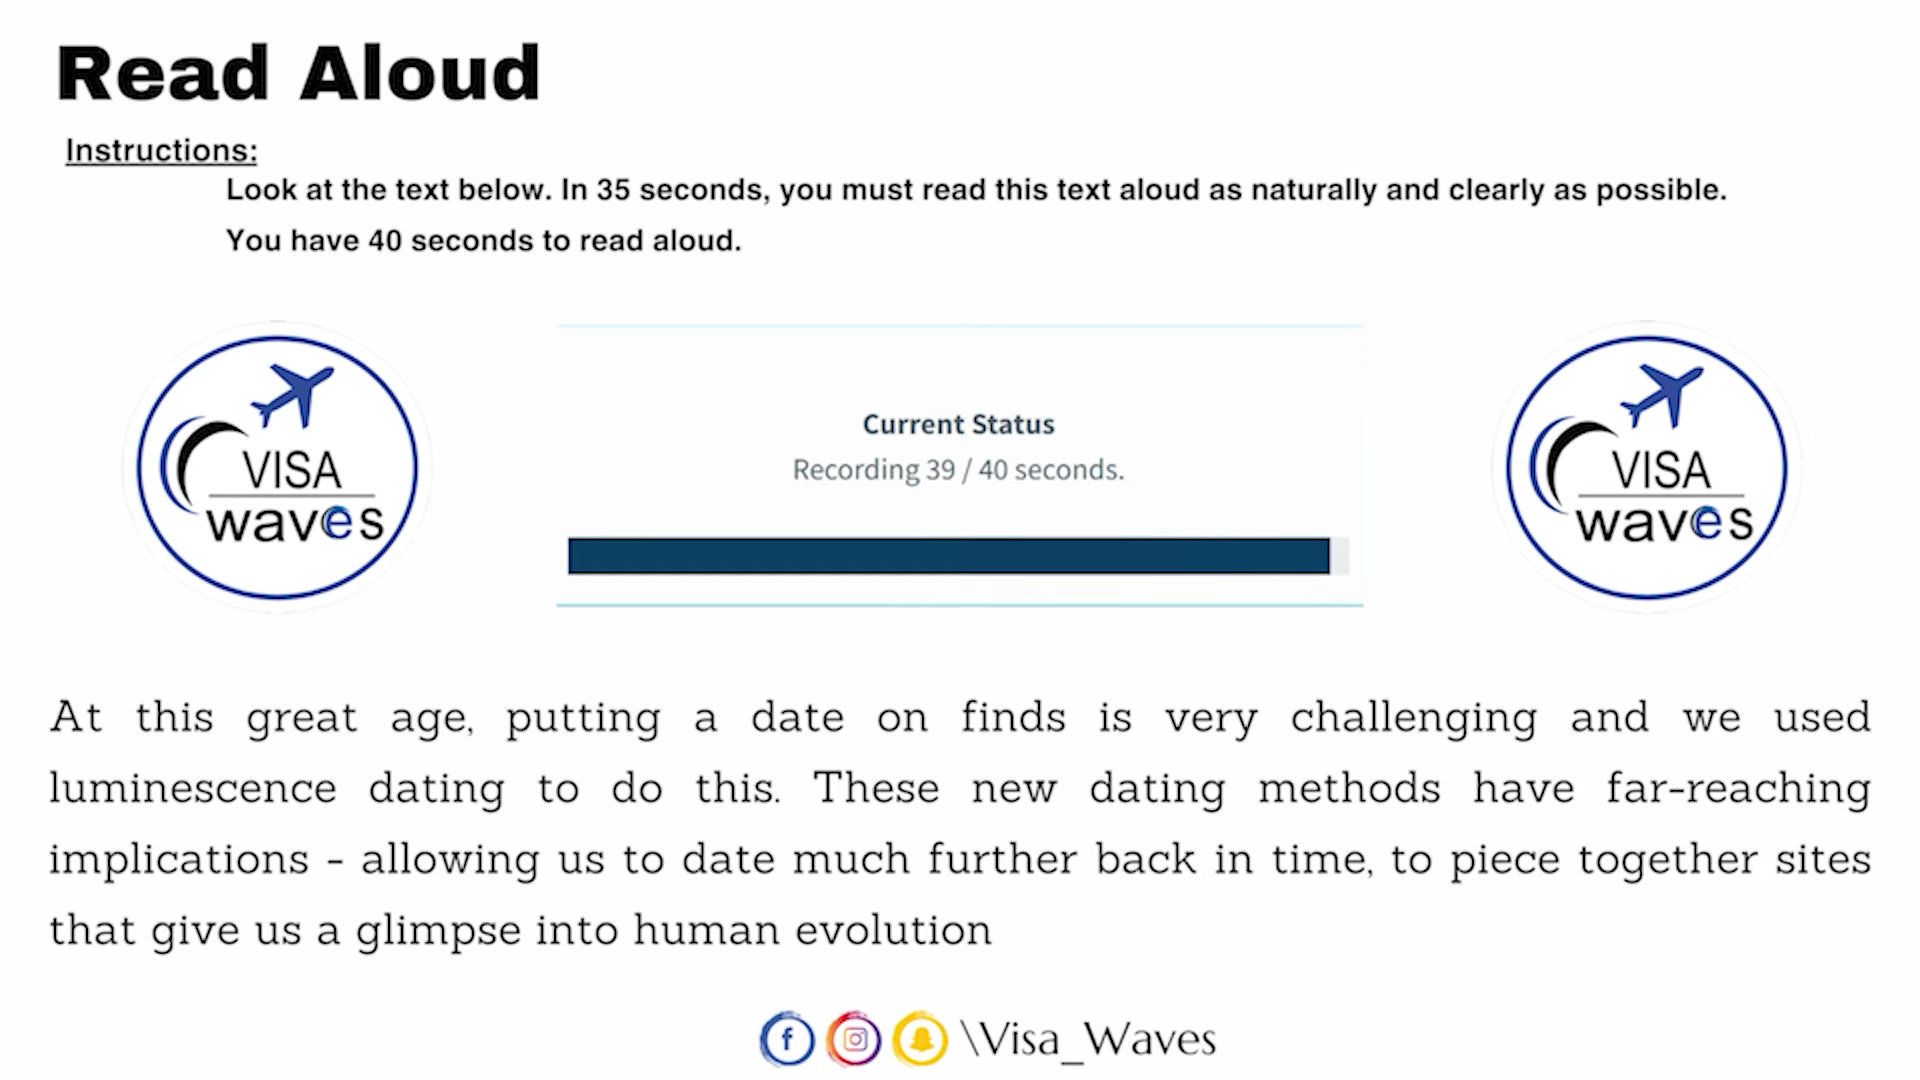 Read Aloud
Instructions:
Look at the text below. In 35 seconds, you must read this text aloud as naturally and clearly as possible.
You have 40 seconds to read aloud.
VISA
waves
Current Status
Recording 39 / 40 seconds.
VISA
waves
At this great age, putting a date on finds is very challenging and we used
luminescence dating to do this. These new dating methods have far-reaching
implications - allowing us to date much further back in time, to piece together sites
that give us a glimpse into human evolution
\Visa_Waves